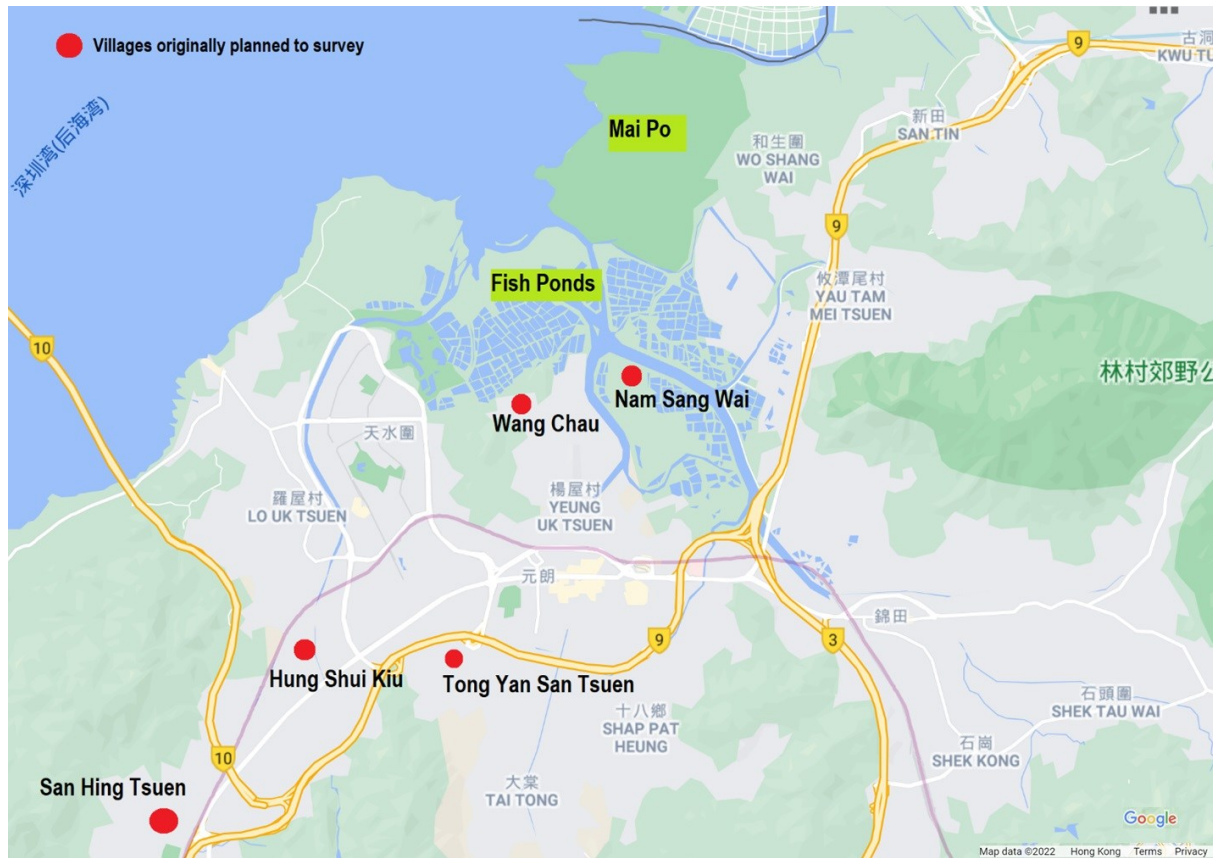 Villages originally planned to survey
深圳湾(后海湾)
Mai Po
9
古洞
KWU TU
新田
SAN TIN
和生圍
WO SHANG
WAI
9
Fish Ponds
攸潭尾村
YAU TAM
MEI TSUEN
10
林村郊野公
Nam Sang Wai
Wang Chau
天水圍
羅屋村
LO UK TSUEN
楊屋村
YEUNG
UK TSUEN
元朗
錦田
9
3
Hung Shui Kiu
Tong Yan San Tsuen
石頭圍
SHEK TAU WAI
十八鄉
SHAP PAT
HEUNG
石崗
SHEK KONG
10
San Hing Tsuen
大棠
TAI TONG
Google
Map data ©2022 Hong Kong Terms Privacy